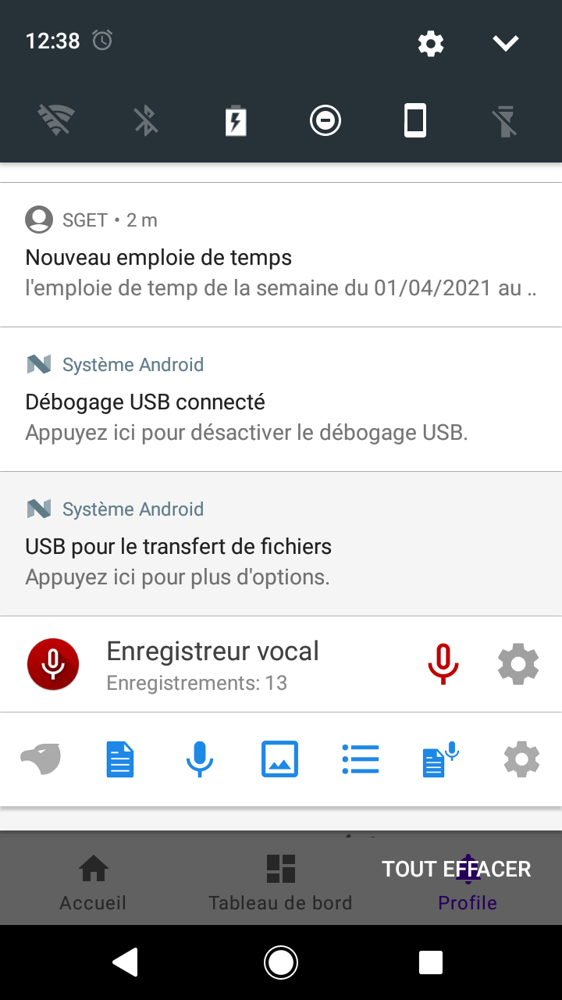 12:38
SGET • 2 m
Nouveau emploie de temps
l'emploie de temp de la semaine du 01/04/2021 au ..
Système Android
Débogage USB connecté
Appuyez ici pour désactiver le débogage USB.
Système Android
USB pour le transfert de fichiers
Appuyez ici pour plus d'options.
Enregistreur vocal
Enregistrements: 13
TOUT EFFACER
Accueil
Tableau de bord
Profile